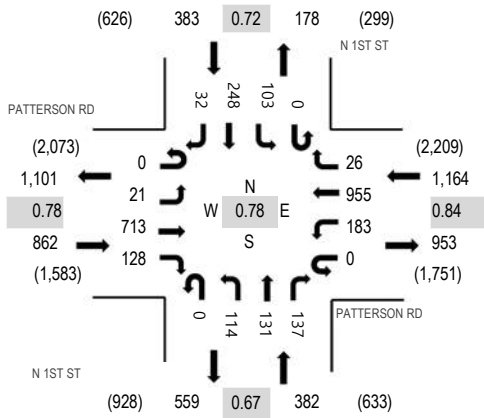 (626) 383 0.72 178 (299)
N 1ST ST
32 248 103 0
PATTERSON RD
(2,073) 0 26 (2,209)
1,101 21 N 955 1,164
0.78 W 0.78 E 0.84
862 713 S 183 953
(1,583) 128 0 (1,751)
0 114 131 137
PATTERSON RD
N 1ST ST
(928) 559 0.67 382 (633)